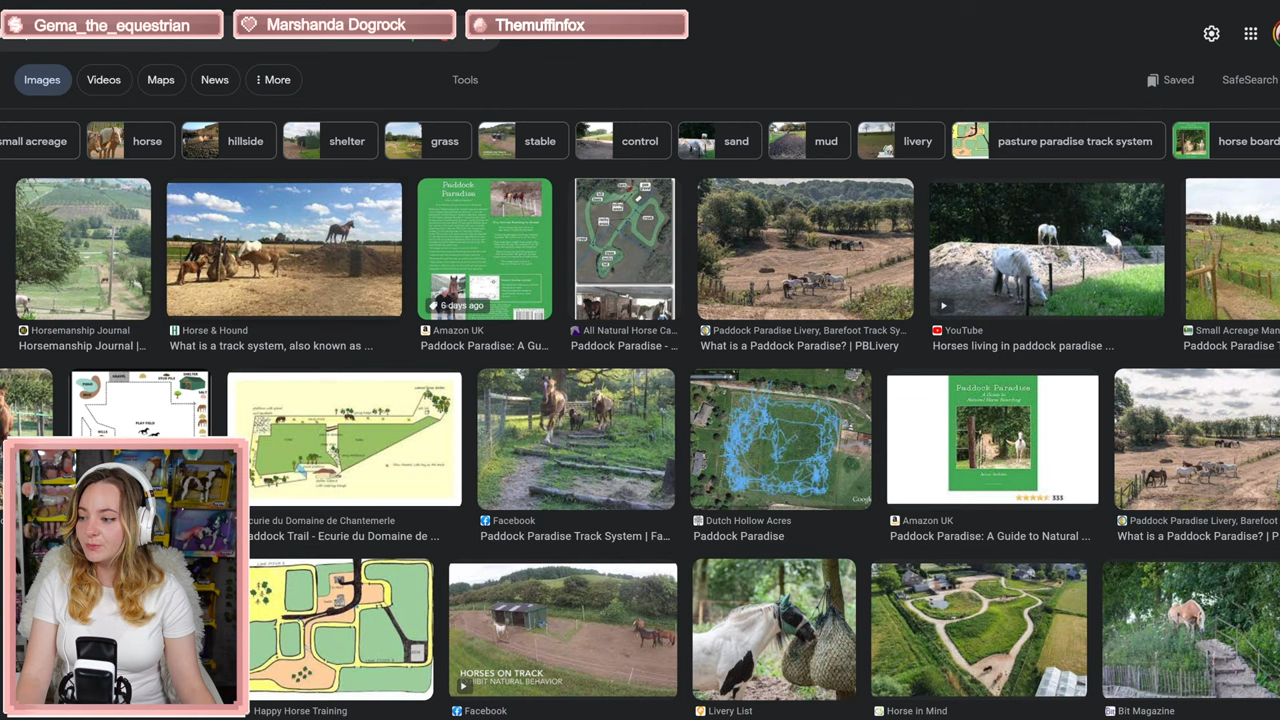 Gema_the_equestrian
Marshanda Dogrock
Themuffinfox
Images
Videos
Maps
News
More
Tools
Saved
SafeSearch
small acreage
horse
hillside
shelter
grass
stable
control
sand
mud
livery
pasture paradise track system
horse board
Paddock
Paradise
6 days ago
Horsemanship Journal
Horsemanship Journal |...
Horse & Hound
What is a track system, also known as ...
Amazon UK
Paddock Paradise: A Gu...
All Natural Horse Ca...
Paddock Paradise - ...
Paddock Paradise Livery, Barefoot Track Sy...
What is a Paddock Paradise? | PBLivery
YouTube
Horses living in paddock paradise ...
Small Acreage Man
Paddock Paradise T
Paddock Paradise
A Guide to
Natural Horse Boarding
333
Google
Ecurie du Domaine de Chantemerle
addock Trail - Ecurie du Domaine de ...
Facebook
Paddock Paradise Track System | Fa...
Dutch Hollow Acres
Paddock Paradise
Amazon UK
Paddock Paradise: A Guide to Natural ...
Paddock Paradise Livery, Barefoot
What is a Paddock Paradise? | P
HORSES ON TRACK
Happy Horse Training
Facebook
Livery List
Horse in Mind
Bit Magazine